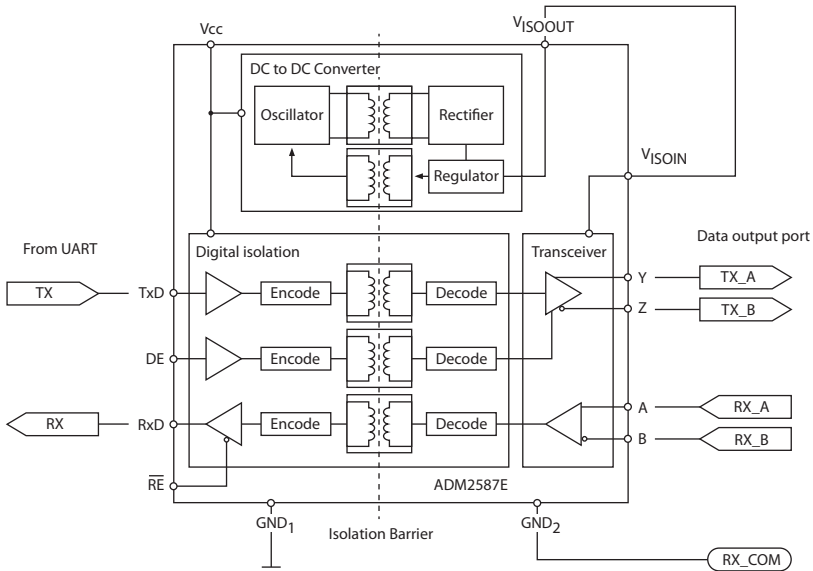 Vcc
VISOOUT
DC to DC Converter
Oscillator
Rectifier
Regulator
VISOIN
From UART
Digital isolation
Transceiver
Data output port
TX
TxD
Encode
Decode
Y
TX_A
Z
TX_B
DE
Encode
Decode
RX
RxD
Encode
Decode
A
RX_A
B
RX_B
RE
ADM2587E
GND1
GND2
Isolation Barrier
RX_COM